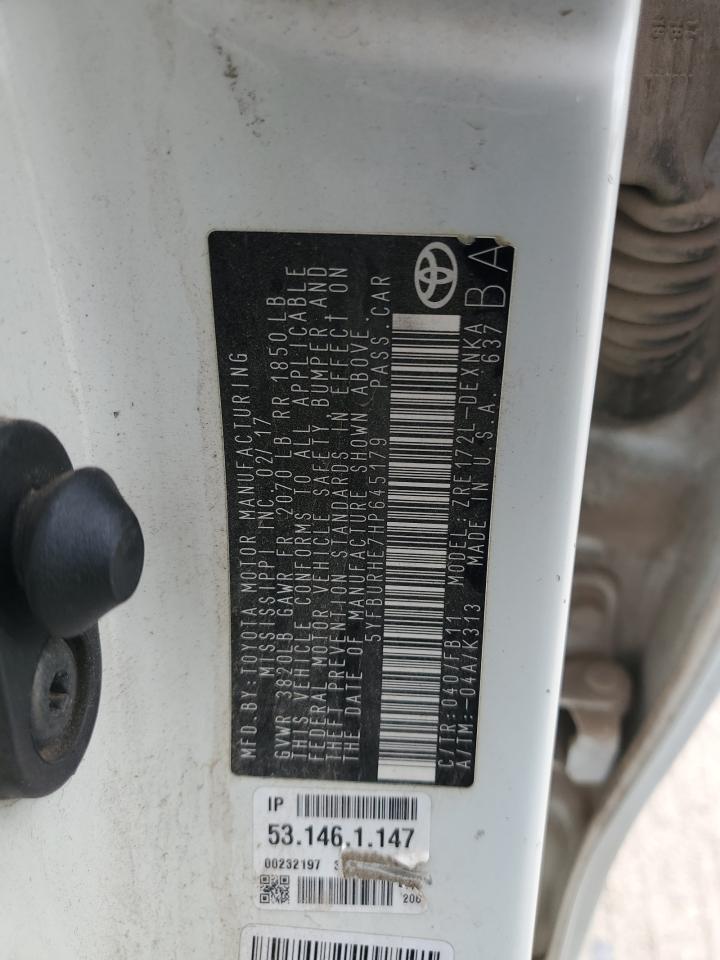 MFD.BY:TOYOTA MOTOR MANUFACTURING
MISSISSIPPI INC.02/17
GVWR 3820LB GAWR FR 2070 LB RR 1850 LB
THIS VEHICLE CONFORMS TO ALL APPLICABLE
FEDERAL MOTOR VEHICLE SAFETY BUMPER AND
THEFT PREVENTION STANDARDS IN EFFECT ON
THE DATE OF MANUFACTURE SHOWN ABOVE.
5YFBURHE7HP645179 PASS.CAR
C/TR:0407/FB11 MODEL:ZRE172L-DEXNKA
A/TM:-04A/K313 MADE IN U.S.A. 637
BA
IP
53.146.1.147
00232197